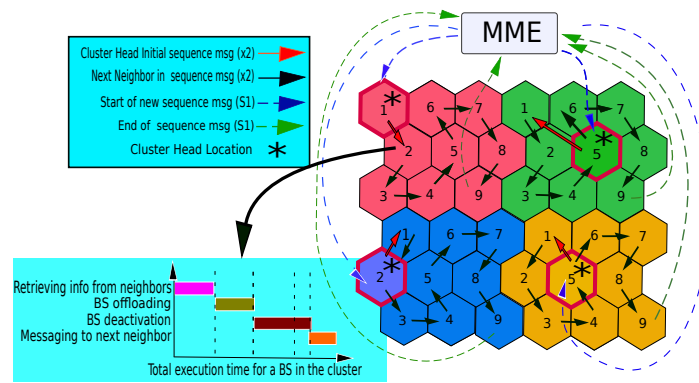 MME
Cluster Head Initial sequence msg (x2)
Next Neighbor in sequence msg (x2)
Start of new sequence msg (S1)
End of sequence msg (S1)
Cluster Head Location *
1 * 6 7 1 6 7
2 5 8 2 5 * 8
3 4 9 3 4 9
1 6 7 1 6 7
2 * 5 8 2 5 * 8
3 4 9 3 4 9
Retrieving info from neighbors
BS offloading
BS deactivation
Messaging to next neighbor
Total execution time for a BS in the cluster